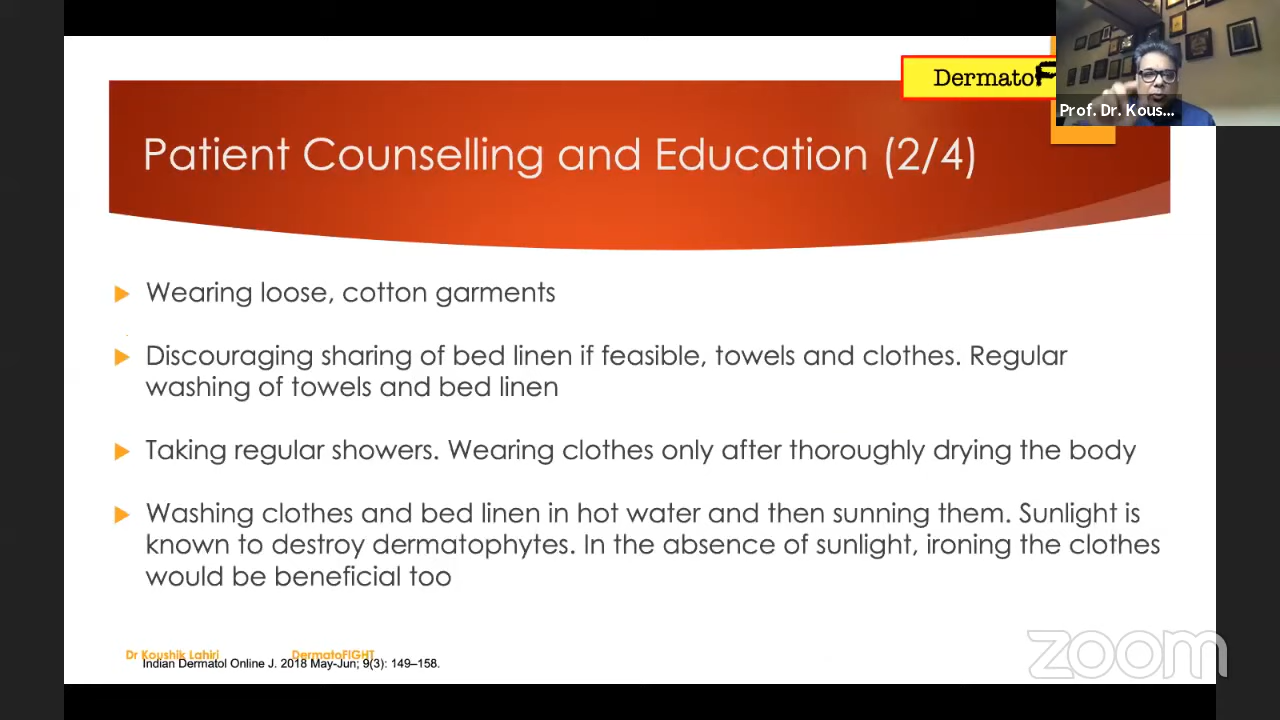 DermatoF
Prof. Dr. Kous...
Patient Counselling and Education (2/4)
Wearing loose, cotton garments
Discouraging sharing of bed linen if feasible, towels and clothes. Regular
washing of towels and bed linen
Taking regular showers. Wearing clothes only after thoroughly drying the body
Washing clothes and bed linen in hot water and then sunning them. Sunlight is
known to destroy dermatophytes. In the absence of sunlight, ironing the clothes
would be beneficial too
Dr Koushik Lahiri DermatoFIGHT
Indian Dermatol Online J. 2018 May-Jun; 9(3): 149–158.
zoom